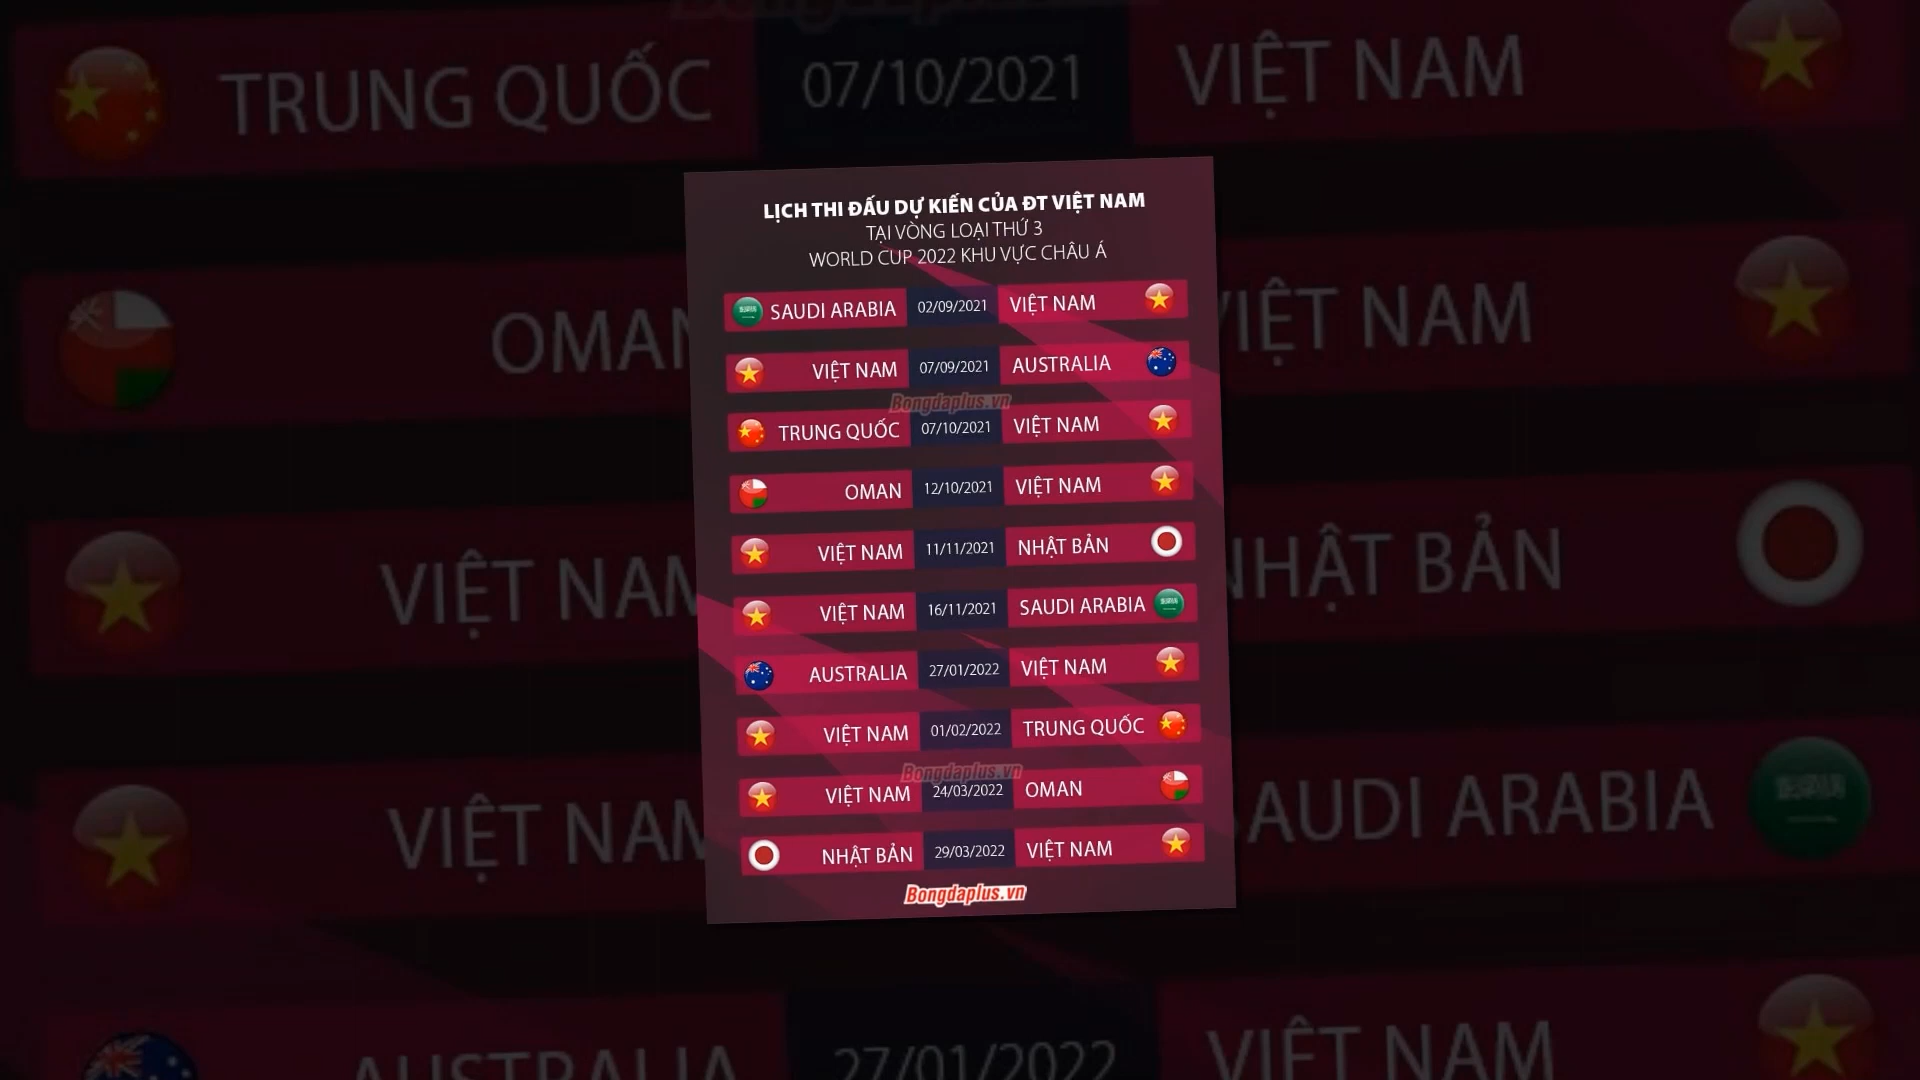 LỊCH THI ĐẤU DỰ KIẾN CỦA ĐT VIỆT NAM
TẠI VÒNG LOẠI THỨ 3
WORLD CUP 2022 KHU VỰC CHÂU Á
SAUDI ARABIA 02/09/2021 VIỆT NAM
VIỆT NAM 07/09/2021 AUSTRALIA
Bongdaplus.vn
TRUNG QUỐC 07/10/2021 VIỆT NAM
OMAN 12/10/2021 VIỆT NAM
VIỆT NAM 11/11/2021 NHẬT BẢN
VIỆT NAM 16/11/2021 SAUDI ARABIA
AUSTRALIA 27/01/2022 VIỆT NAM
VIỆT NAM 01/02/2022 TRUNG QUỐC
Bongdaplus.vn
VIỆT NAM 24/03/2022 OMAN
NHẬT BẢN 29/03/2022 VIỆT NAM
Bongdaplus.vn
TRUNG QUỐC 07/10/2021 VIỆT NAM
OMAN VIỆT NAM
VIỆT NAM NHẬT BẢN
VIỆT NAM SAUDI ARABIA
AUSTRALIA 27/01/2022 VIỆT NAM